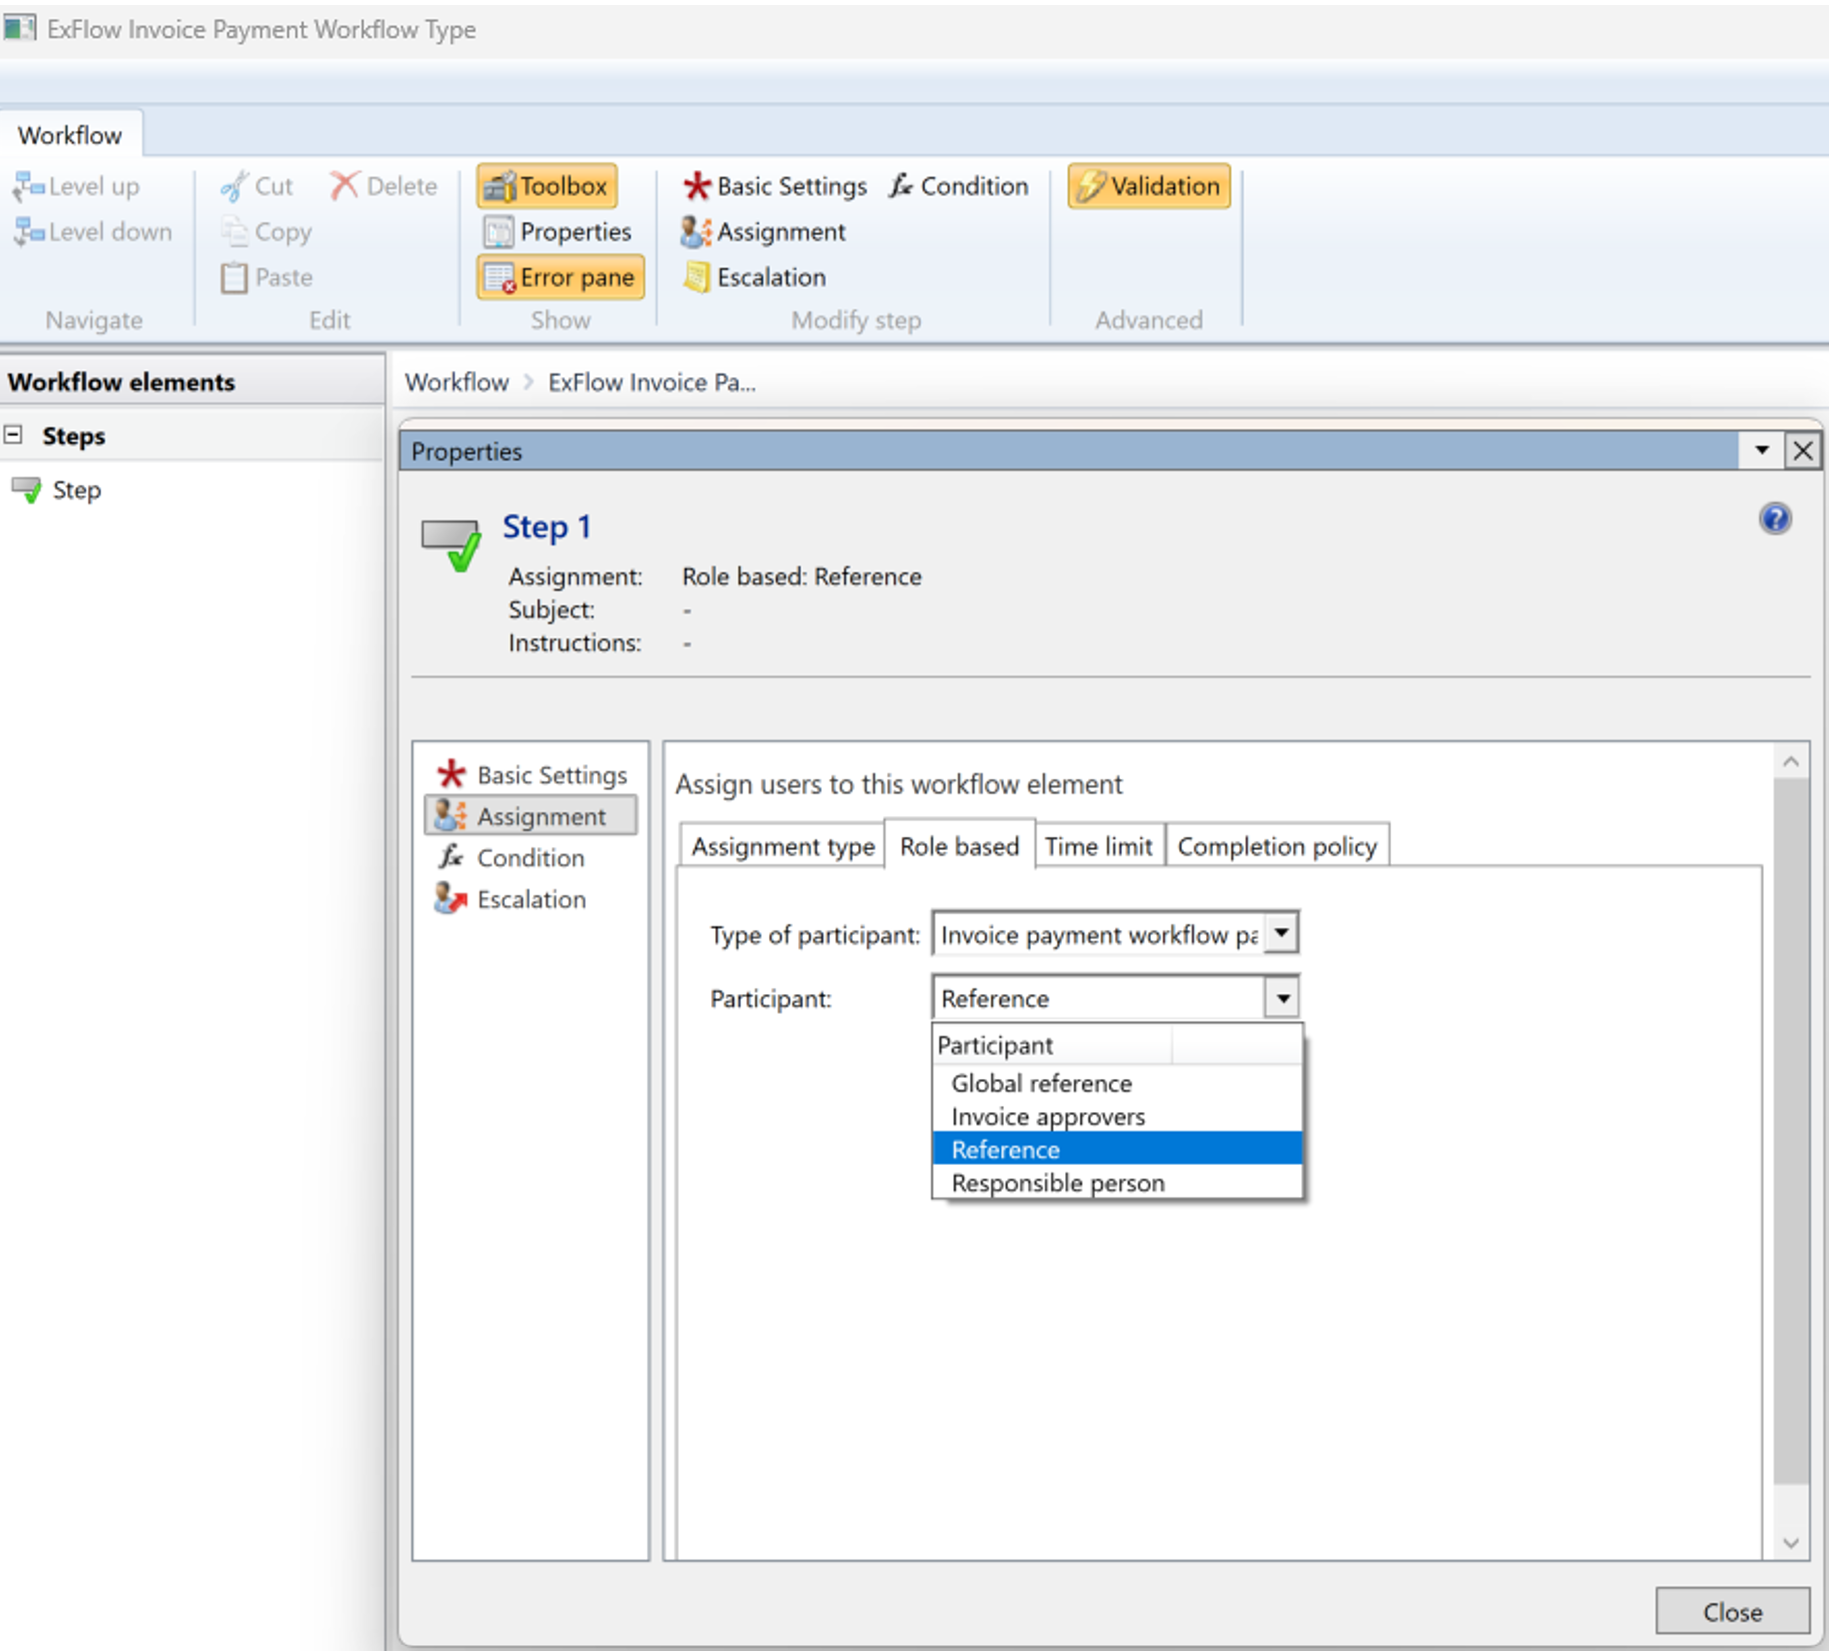 ExFlow Invoice Payment Workflow Type
Workflow
Level up
Level down
Navigate
Cut
Delete
Copy
Paste
Edit
Toolbox
Properties
Error pane
Show
Basic Settings
Condition
Assignment
Escalation
Modify step
Validation
Advanced
Workflow elements
Steps
Step
Workflow > ExFlow Invoice Pa...
Properties
Step 1
Assignment: Role based: Reference
Subject: -
Instructions: -
Basic Settings
Assignment
Condition
Escalation
Assign users to this workflow element
Assignment type Role based Time limit Completion policy
Type of participant: Invoice payment workflow pa
Participant: Reference
Participant
Global reference
Invoice approvers
Reference
Responsible person
Close